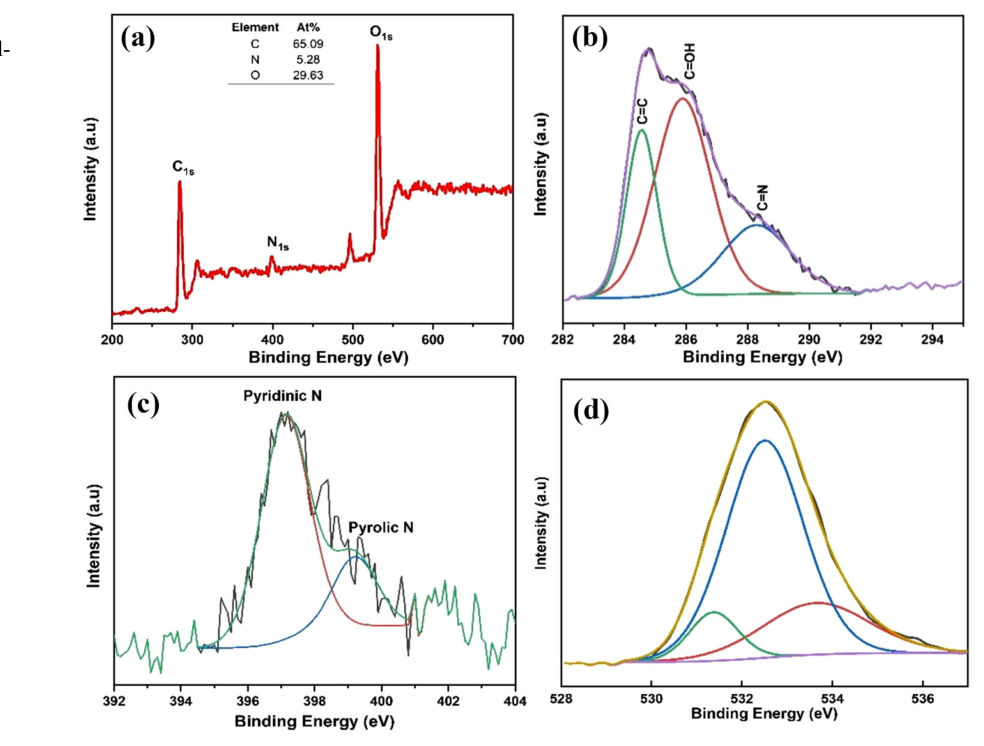 l-
(a)
Element At%
C 65.09
N 5.28
O 29.63
O1s
C1s
N1s
Intensity (a.u)
200 300 400 500 600 700
Binding Energy (eV)
(b)
C=C
C=OH
C=N
Intensity (a.u)
282 284 286 288 290 292 294
Binding Energy (eV)
(c)
Pyridinic N
Pyrolic N
Intensity (a.u)
392 394 396 398 400 402 404
Binding Energy (eV)
(d)
Intensity (a.u)
528 530 532 534 536
Binding Energy (eV)